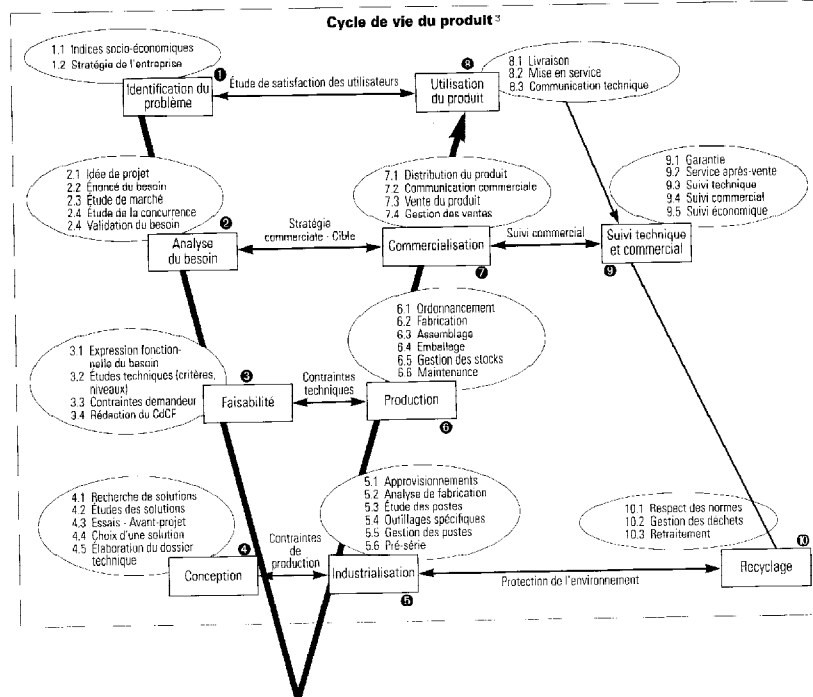 Cycle de vie du produit 3
1.1 Indices socio-économiques
1.2 Stratégie de l'entreprise
1
Identification du
problème
Étude de satisfaction des utilisateurs
8
Utilisation
du produit
8.1 Livraison
8.2 Mise en service
8.3 Communication technique
2.1 Idée de projet
2.2 Énoncé du besoin
2.3 Étude de marché
2.4 Étude de la concurrence
2.4 Validation du besoin
2
Analyse
du besoin
Stratégie
commerciale - Cible
7.1 Distribution du produit
7.2 Communication commerciale
7.3 Vente du produit
7.4 Gestion des ventes
Commercialisation
7
Suivi commercial
9.1 Garantie
9.2 Service après-vente
9.3 Suivi technique
9.4 Suivi commercial
9.5 Suivi économique
Suivi technique
et commercial
9
3.1 Expression fonction-
nelle du besoin
3.2 Études techniques (critères,
niveaux)
3.3 Contraintes demandeur
3.4 Rédaction du CdCF
3
Faisabilité
Contraintes
techniques
6.1 Ordonnancement
6.2 Fabrication
6.3 Assemblage
6.4 Emballage
6.5 Gestion des stocks
6.6 Maintenance
Production
6
4.1 Recherche de solutions
4.2 Études des solutions
4.3 Essais - Avant-projet
4.4 Choix d'une solution
4.5 Élaboration du dossier
technique
4
Conception
Contraintes
de
production
5.1 Approvisionnements
5.2 Analyse de fabrication
5.3 Étude des postes
5.4 Outillages spécifiques
5.5 Gestion des postes
5.6 Pré-série
Industrialisation
5
Protection de l'environnement
10.1 Respect des normes
10.2 Gestion des déchets
10.3 Retraitement
10
Recyclage